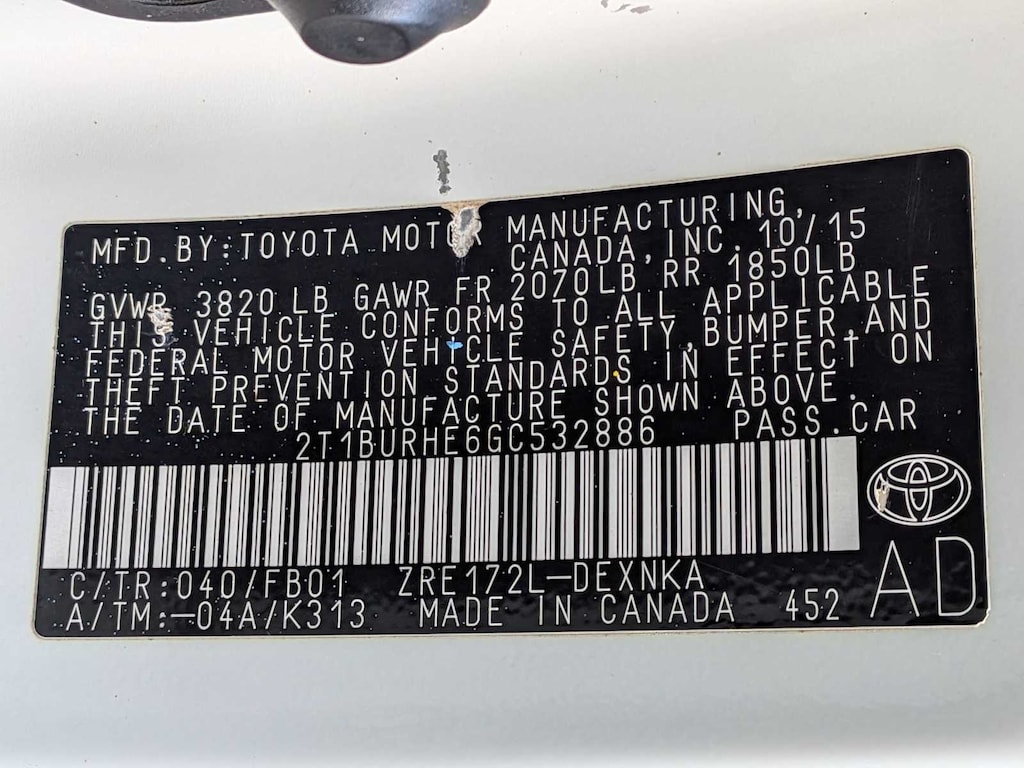 MFD. BY: TOYOTA MOTOR MANUFACTURING,
CANADA, INC. 10/15
GVWR 3820 LB GAWR FR 2070LB RR 1850LB
THIS VEHICLE CONFORMS TO ALL APPLICABLE
FEDERAL MOTOR VEHICLE SAFETY, BUMPER, AND
THEFT PREVENTION STANDARDS IN EFFECT ON
THE DATE OF MANUFACTURE SHOWN ABOVE.
2T1BURHE6GC532886 PASS. CAR
C/TR: 040/FB01 ZRE172L-DEXNKA
A/TM: -04A/K313 MADE IN CANADA 452 AD